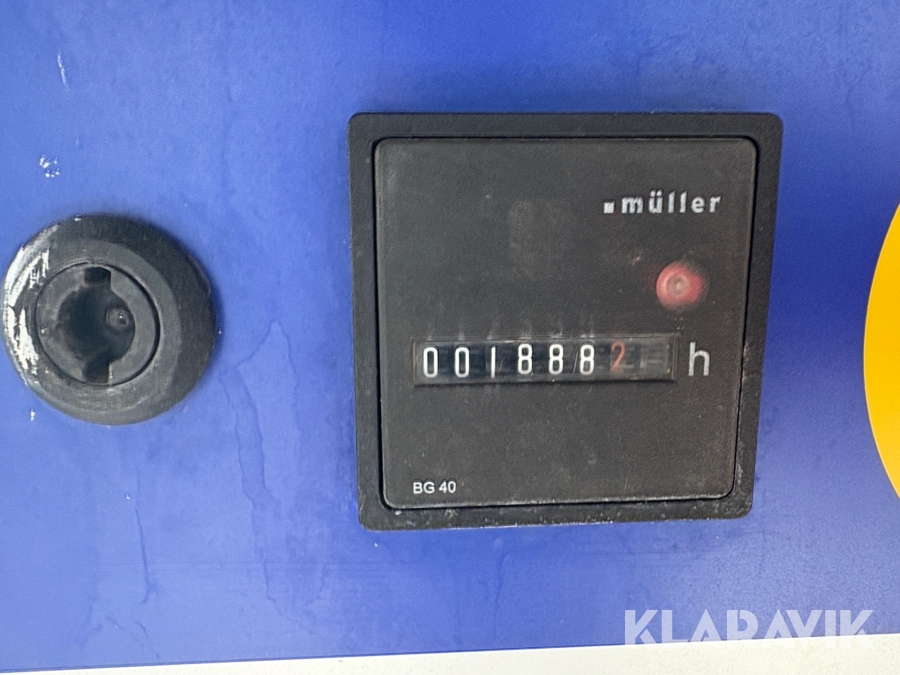 müller
0018882 h
BG 40
KLARAVIK